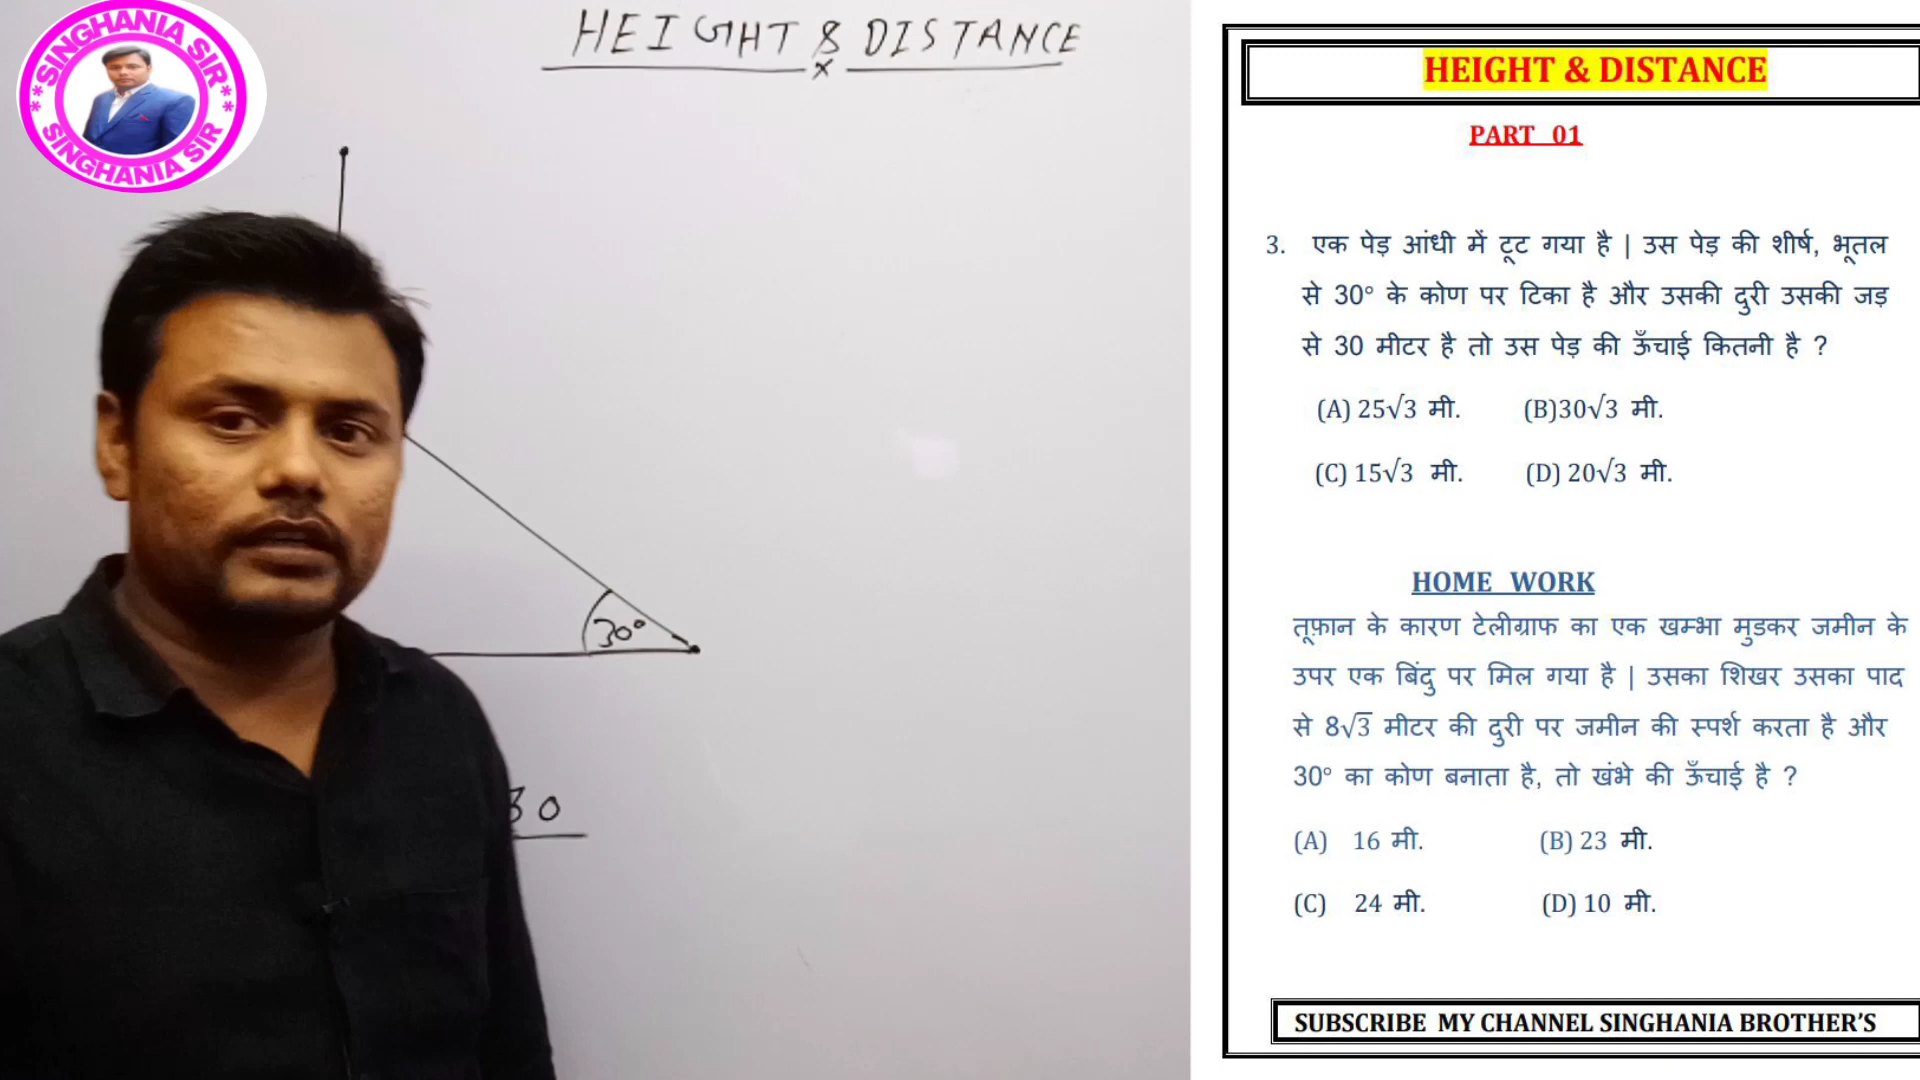 **SINGHANIA SIR**
SINGHANIA SIR
HEIGHT & DISTANCE
30°
30
HEIGHT & DISTANCE
PART 01
3. एक पेड़ आंधी में टूट गया है | उस पेड़ की शीर्ष, भूतल
से 30° के कोण पर टिका है और उसकी दुरी उसकी जड़
से 30 मीटर है तो उस पेड़ की ऊँचाई कितनी है ?
(A) 25√3 मी. (B)30√3 मी.
(C) 15√3 मी. (D) 20√3 मी.
HOME WORK
तूफ़ान के कारण टेलीग्राफ का एक खम्भा मुडकर जमीन के
उपर एक बिंदु पर मिल गया है | उसका शिखर उसका पाद
से 8√3 मीटर की दुरी पर जमीन की स्पर्श करता है और
30° का कोण बनाता है, तो खंभे की ऊँचाई है ?
(A) 16 मी. (B) 23 मी.
(C) 24 मी. (D) 10 मी.
SUBSCRIBE MY CHANNEL SINGHANIA BROTHER'S